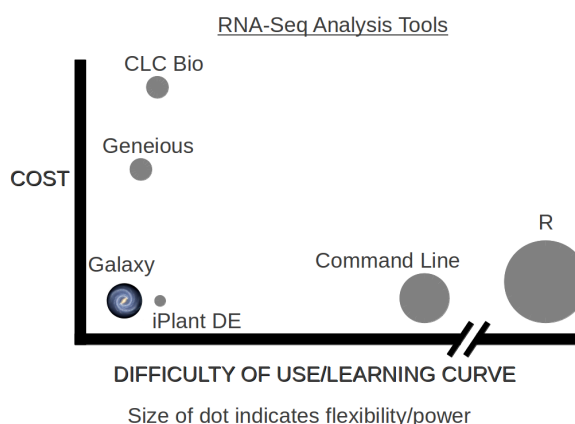 RNA-Seq Analysis Tools
CLC Bio
Geneious
COST
R
Command Line
Galaxy
iPlant DE
DIFFICULTY OF USE/LEARNING CURVE
Size of dot indicates flexibility/power